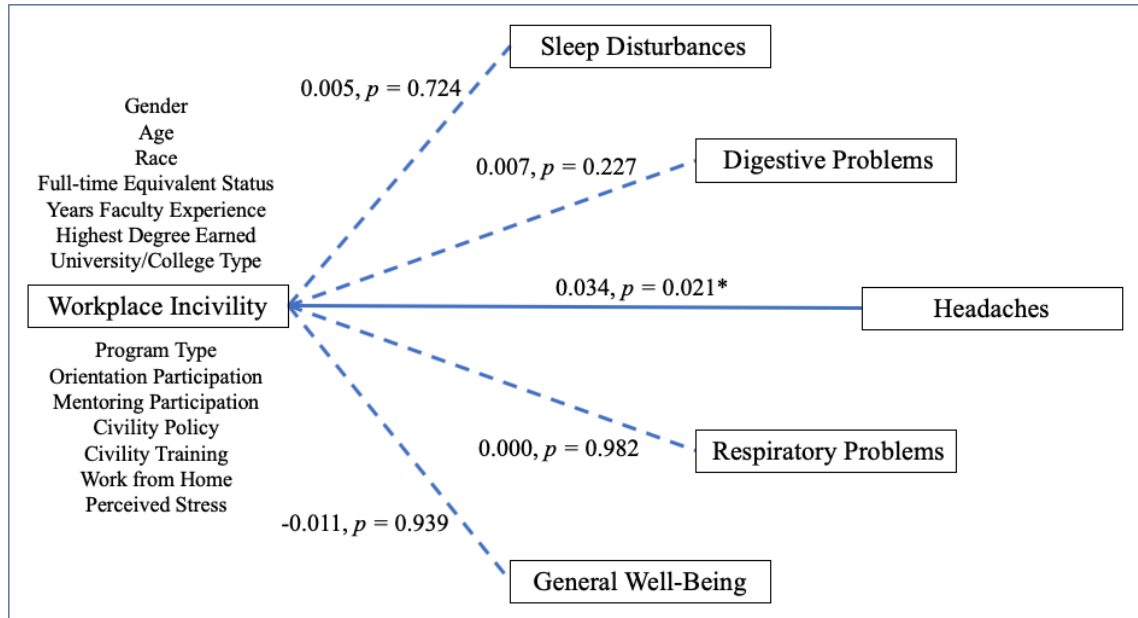 Sleep Disturbances
0.005, p = 0.724
Gender
Age
Race
Full-time Equivalent Status
Years Faculty Experience
Highest Degree Earned
University/College Type
0.007, p = 0.227
Digestive Problems
Workplace Incivility
0.034, p = 0.021*
Headaches
Program Type
Orientation Participation
Mentoring Participation
Civility Policy
Civility Training
Work from Home
Perceived Stress
0.000, p = 0.982
Respiratory Problems
-0.011, p = 0.939
General Well-Being